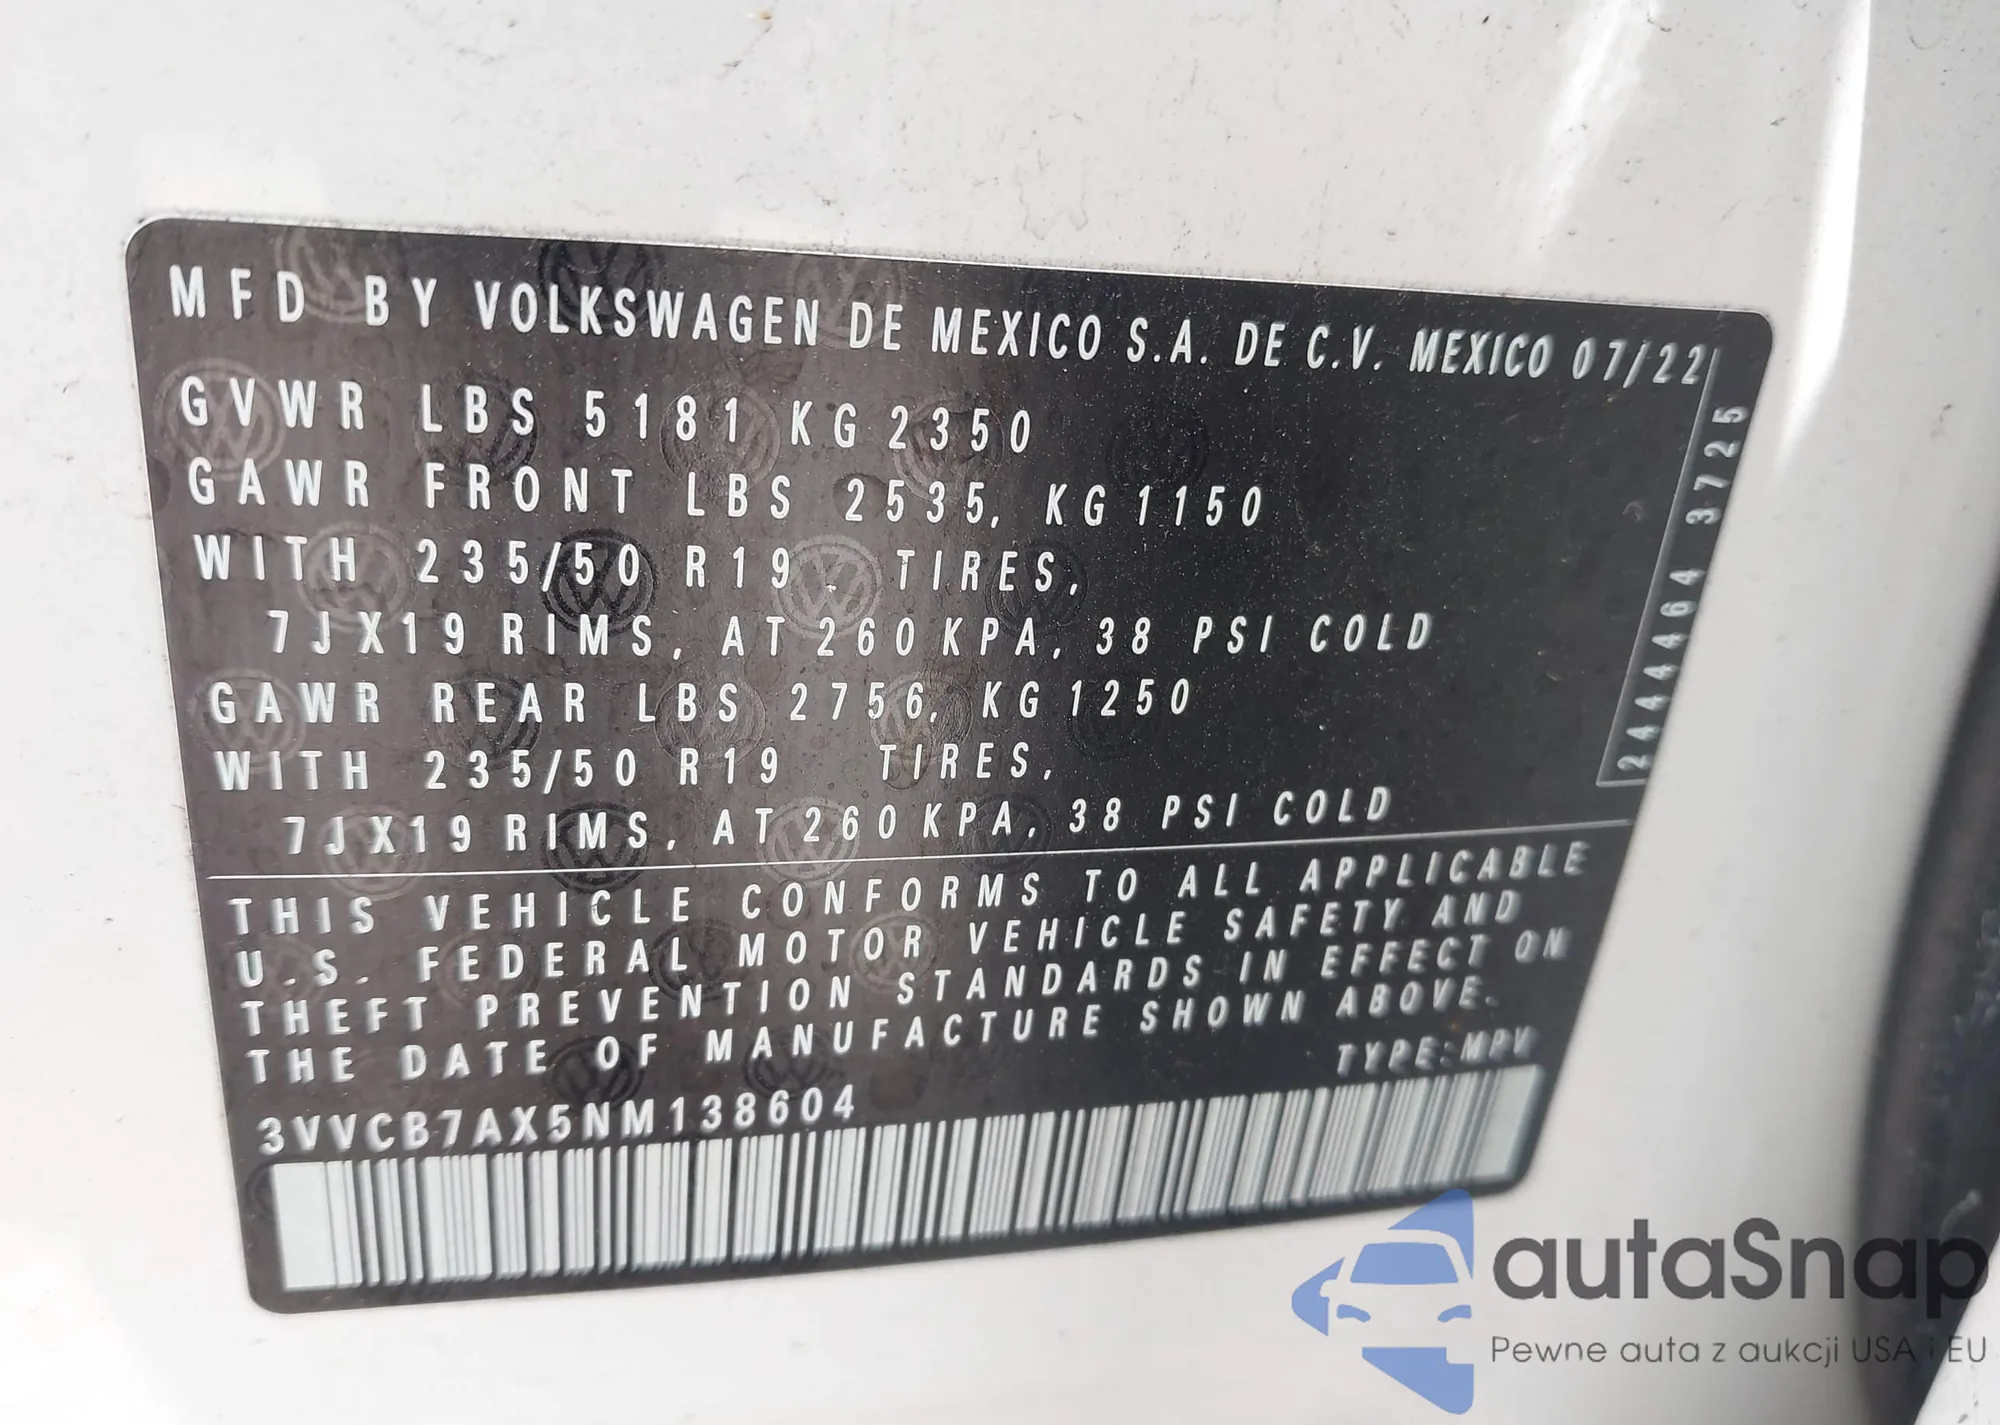 MFD BY VOLKSWAGEN DE MEXICO S.A. DE C.V. MEXICO 07/22
GVWR LBS 5181 KG 2350
GAWR FRONT LBS 2535, KG 1150
WITH 235/50 R19 TIRES,
7JX19 RIMS, AT 260 KPA, 38 PSI COLD
GAWR REAR LBS 2756, KG 1250
WITH 235/50 R19 TIRES,
7JX19 RIMS, AT 260 KPA, 38 PSI COLD
2444464 3725
THIS VEHICLE CONFORMS TO ALL APPLICABLE
U.S. FEDERAL MOTOR VEHICLE SAFETY AND
THEFT PREVENTION STANDARDS IN EFFECT ON
THE DATE OF MANUFACTURE SHOWN ABOVE.
TYPE: MPV
3VVCB7AX5NM138604
autaSnap
Pewne auta z aukcji USA i EU